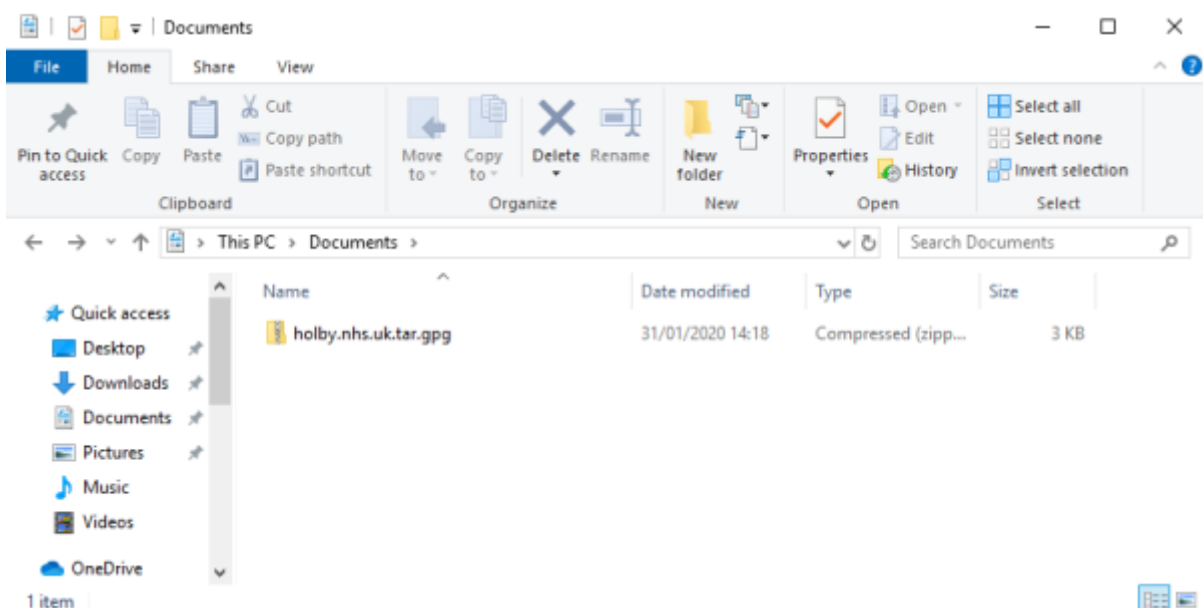 Documents
File Home Share View
Pin to Quick access
Copy
Paste
Cut
Copy path
Paste shortcut
Clipboard
Move to
Copy to
Delete
Rename
Organize
New folder
New
Properties
Open
Edit
History
Open
Select all
Select none
Invert selection
Select
This PC > Documents >
Search Documents
Name Date modified Type Size
holby.nhs.uk.tar.gpg 31/01/2020 14:18 Compressed (zipp... 3 KB
Quick access
Desktop
Downloads
Documents
Pictures
Music
Videos
OneDrive
1 item